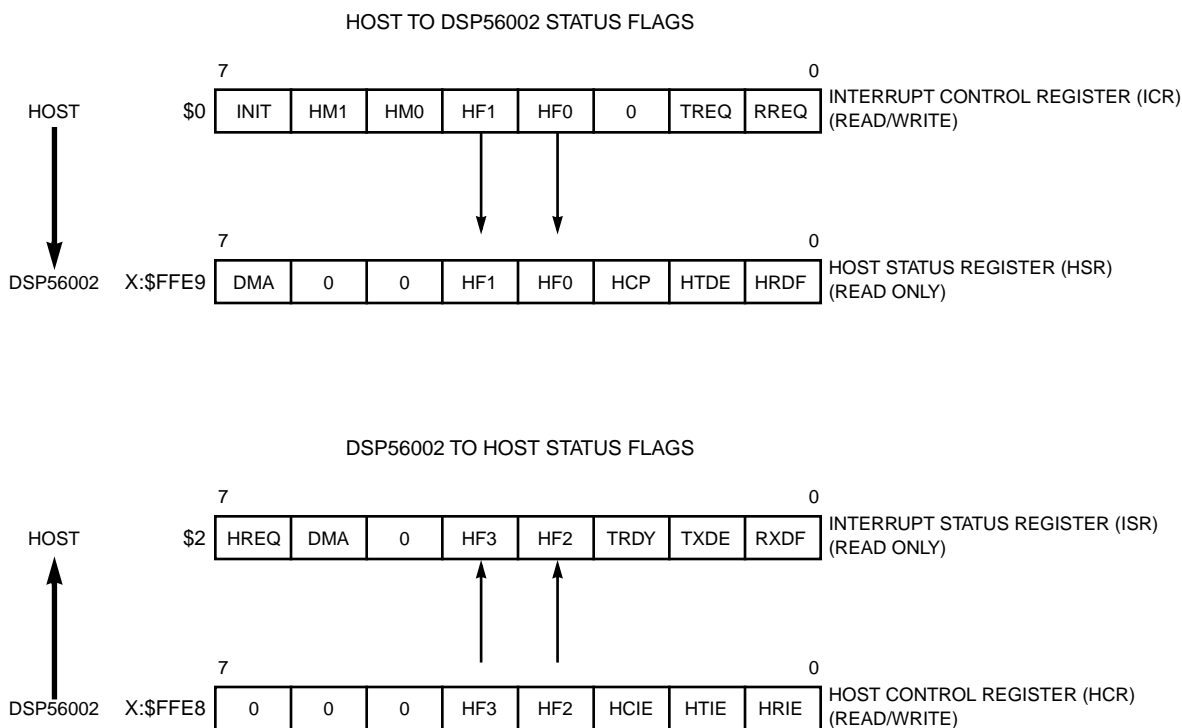 HOST TO DSP56002 STATUS FLAGS
7 0
HOST $0 INIT HM1 HM0 HF1 HF0 0 TREQ RREQ INTERRUPT CONTROL REGISTER (ICR)
(READ/WRITE)
7 0
DSP56002 X:$FFE9 DMA 0 0 HF1 HF0 HCP HTDE HRDF HOST STATUS REGISTER (HSR)
(READ ONLY)
DSP56002 TO HOST STATUS FLAGS
7 0
HOST $2 HREQ DMA 0 HF3 HF2 TRDY TXDE RXDF INTERRUPT STATUS REGISTER (ISR)
(READ ONLY)
7 0
DSP56002 X:$FFE8 0 0 0 HF3 HF2 HCIE HTIE HRIE HOST CONTROL REGISTER (HCR)
(READ/WRITE)